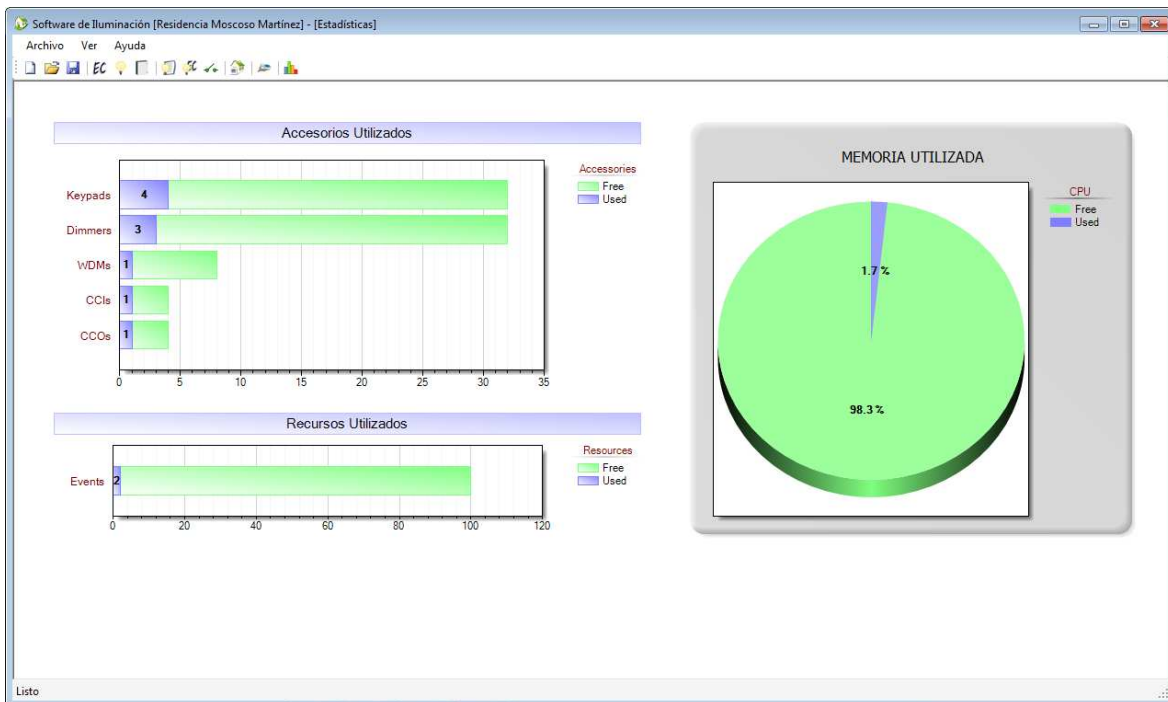 Software de Iluminación [Residencia Moscoso Martínez] - [Estadísticas]
Archivo Ver Ayuda
EC
Accesorios Utilizados
Accessories
Free
Used
Keypads 4
Dimmers 3
WDMs 1
CCIs 1
CCOs 1
0 5 10 15 20 25 30 35
Recursos Utilizados
Resources
Free
Used
Events 2
0 20 40 60 80 100 120
MEMORIA UTILIZADA
CPU
Free
Used
1.7 %
98.3 %
Listo